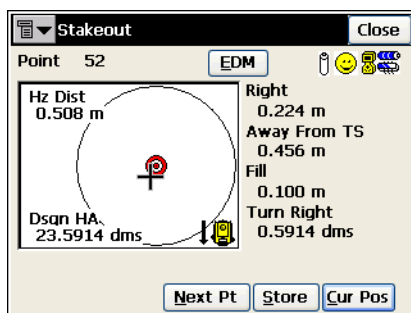 Stakeout
Close
Point 52
EDM
Hz Dist
0.508 m
Dsgn HA
23.5914 dms
Right
0.224 m
Away From TS
0.456 m
Fill
0.100 m
Turn Right
0.5914 dms
Next Pt
Store
Cur Pos